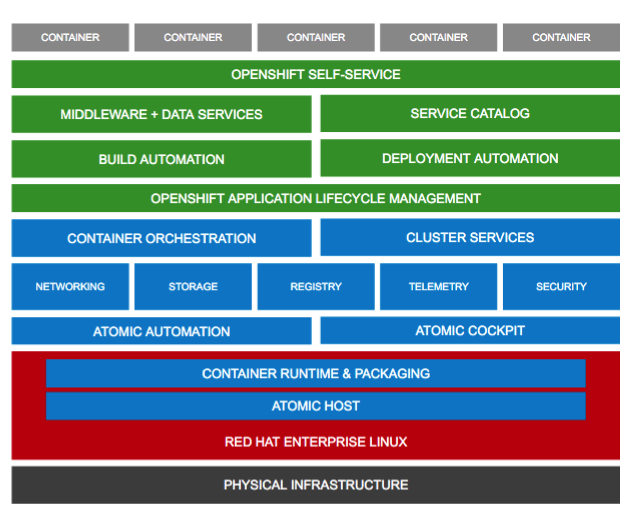 CONTAINER CONTAINER CONTAINER CONTAINER CONTAINER
OPENSHIFT SELF-SERVICE
MIDDLEWARE + DATA SERVICES SERVICE CATALOG
BUILD AUTOMATION DEPLOYMENT AUTOMATION
OPENSHIFT APPLICATION LIFECYCLE MANAGEMENT
CONTAINER ORCHESTRATION CLUSTER SERVICES
NETWORKING STORAGE REGISTRY TELEMETRY SECURITY
ATOMIC AUTOMATION ATOMIC COCKPIT
CONTAINER RUNTIME & PACKAGING
ATOMIC HOST
RED HAT ENTERPRISE LINUX
PHYSICAL INFRASTRUCTURE